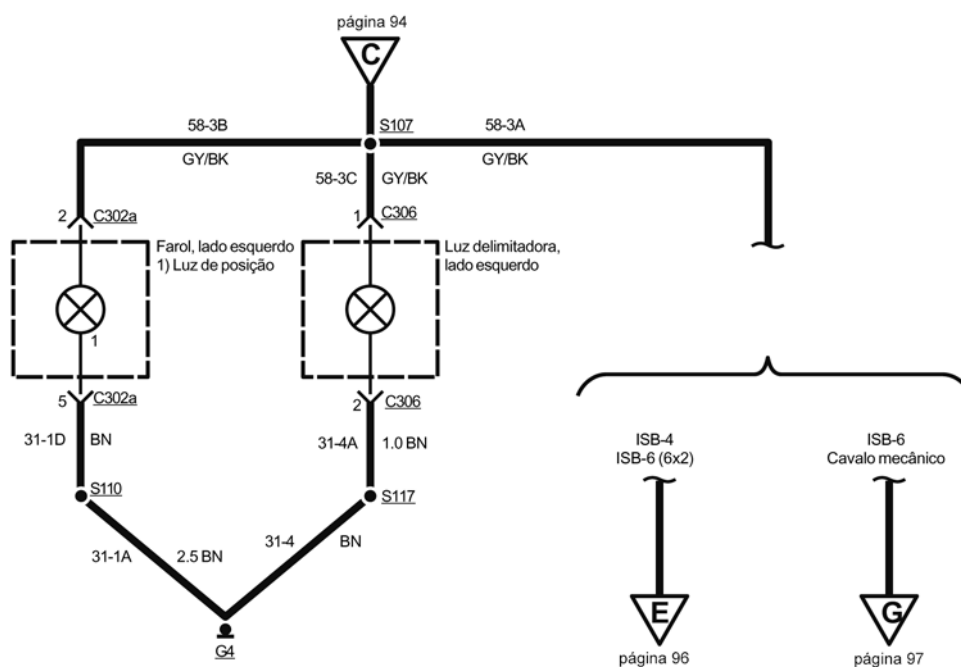 página 94
C
58-3B
S107
58-3A
GY/BK
58-3C
GY/BK
GY/BK
2
C302a
1
C306
Farol, lado esquerdo
1) Luz de posição
Luz delimitadora,
lado esquerdo
1
5
C302a
2
C306
31-1D
BN
31-4A
1.0 BN
ISB-4
ISB-6 (6x2)
ISB-6
Cavalo mecânico
S110
S117
31-1A
2.5 BN
31-4
BN
G4
E
G
página 96
página 97